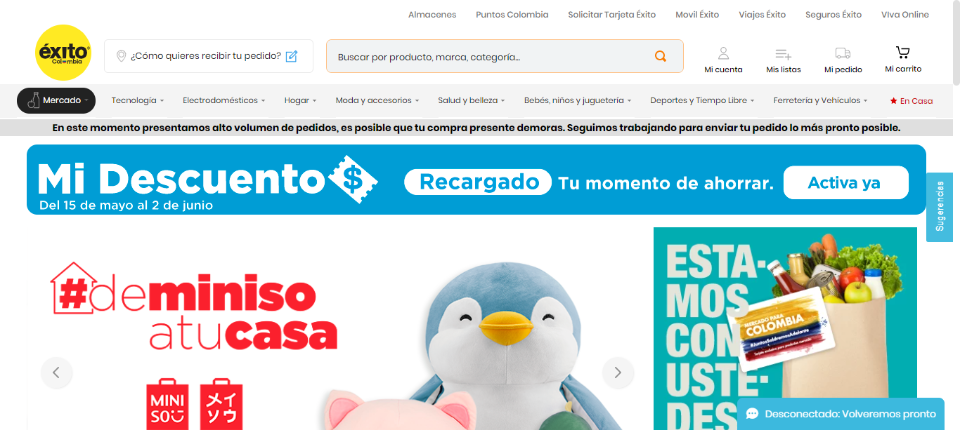 Almacenes Puntos Colombia Solicitar Tarjeta Éxito Movil Éxito Viajes Éxito Seguros Éxito VIva Online
éxito
Colombia
¿Cómo quieres recibir tu pedido?
Buscar por producto, marca, categoría...
Mi cuenta Mis listas Mi pedido Mi carrito
Mercado Tecnología Electrodomésticos Hogar Moda y accesorios Salud y belleza Bebés, niños y juguetería Deportes y Tiempo Libre Ferretería y Vehículos En Casa
En este momento presentamos alto volumen de pedidos, es posible que tu compra presente demoras. Seguimos trabajando para enviar tu pedido lo más pronto posible.
Mi Descuento $ Recargado Tu momento de ahorrar. Activa ya
Del 15 de mayo al 2 de junio
Sugerencias
#deminiso
atucasa
MINI
SO
メイ
ソウ
ESTA-
MOS
CON
USTE-
DES
MERCADO PARA
COLOMBIA
Desconectado: Volveremos pronto